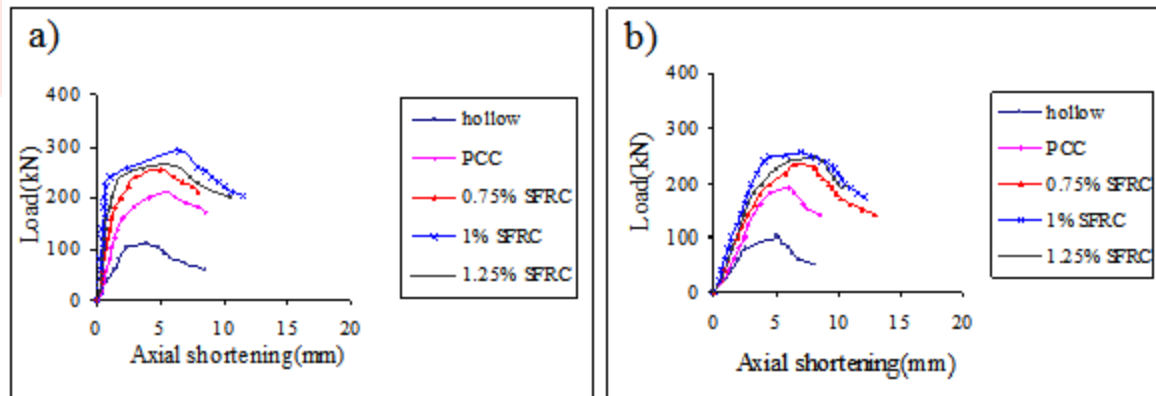 a)
Load(kN)
400
300
200
100
0
0 5 10 15 20
Axial shortening(mm)
hollow
PCC
0.75% SFRC
1% SFRC
1.25% SFRC
b)
Load(kN)
400
300
200
100
0
0 5 10 15 20
Axial shortening(mm)
hollow
PCC
0.75% SFRC
1% SFRC
1.25% SFRC